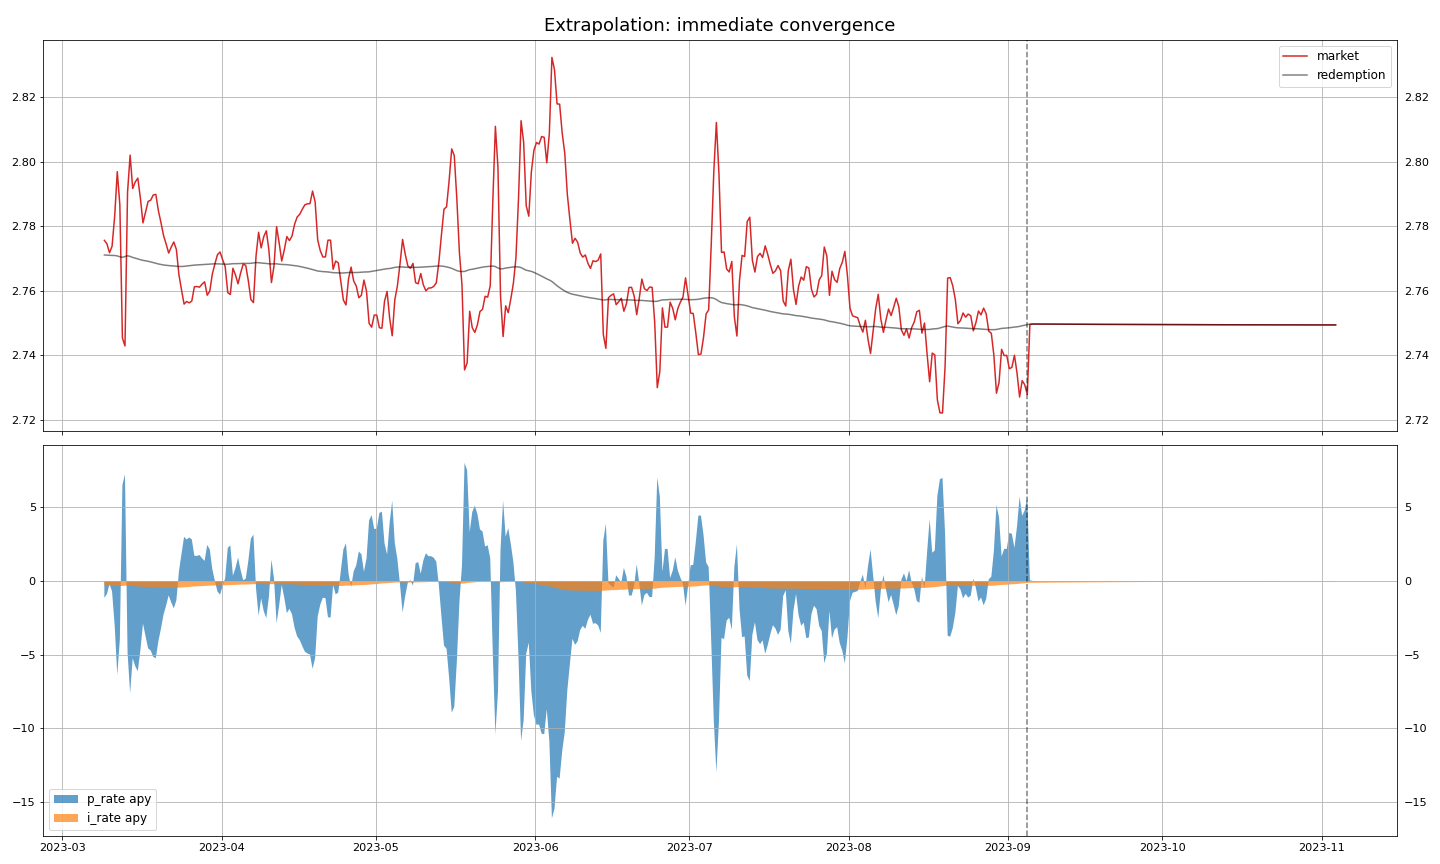 Extrapolation: immediate convergence
market
redemption
2.82 2.82
2.80 2.80
2.78 2.78
2.76 2.76
2.74 2.74
2.72 2.72
5 5
0 0
−5 −5
−10 −10
−15 −15
p_rate apy
i_rate apy
2023-03 2023-04 2023-05 2023-06 2023-07 2023-08 2023-09 2023-10 2023-11